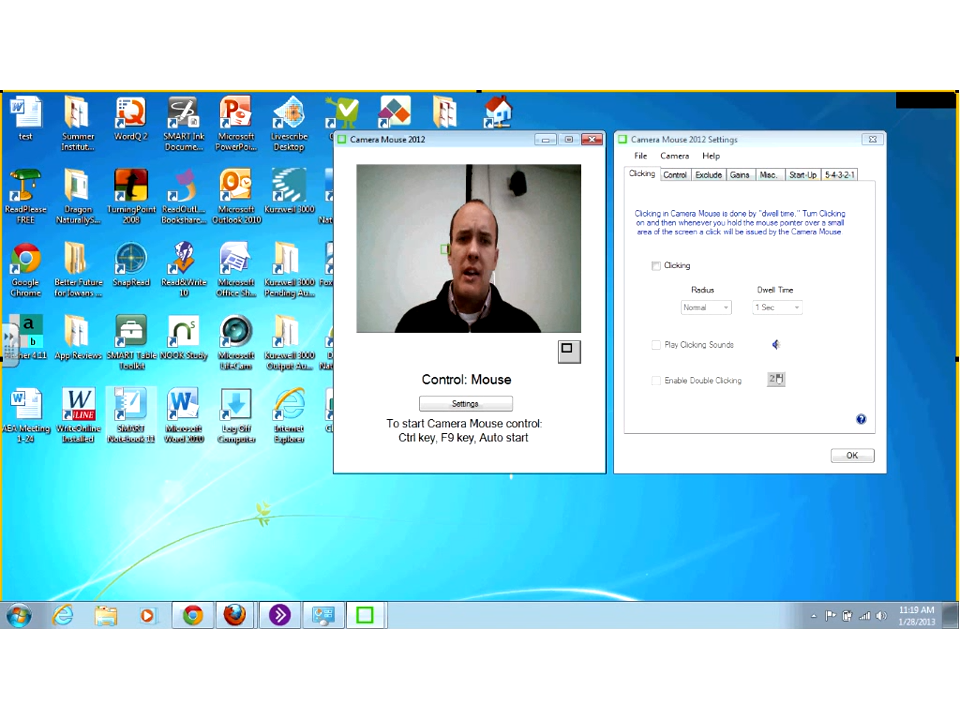 test
Summer Institut...
WordQ 2
SMART Ink Docume...
Microsoft PowerPoi...
Livescribe Desktop
ReadPlease FREE
Dragon NaturallyS...
TurningPoint 2008
ReadOutL... Bookshare...
Microsoft Outlook 2010
Kurzweil 3000
Google Chrome
Better Future for Iowans ...
SnapRead
Read&Write 10
Microsoft Office Sh...
Kurzweil 3000 Pending Au...
a
b
App Reviews
SMART Table Toolkit
NOOK Study
Microsoft LifeCam
Kurzweil 3000 Output Au...
AEA Meeting 1-24
W
WriteOnline Installed
SMART Notebook 11
Microsoft Word 2010
Log Off Computer
Internet Explorer
Camera Mouse 2012
Control: Mouse
Settings
To start Camera Mouse control:
Ctrl key, F9 key, Auto start
Camera Mouse 2012 Settings
File Camera Help
Clicking Control Exclude Gains Misc. Start-Up 5-4-3-2-1
Clicking in Camera Mouse is done by "dwell time." Turn Clicking
on and then whenever you hold the mouse pointer over a small
area of the screen a click will be issued by the Camera Mouse
Clicking
Radius Dwell Time
Normal 1 Sec
Play Clicking Sounds
Enable Double Clicking
OK
11:19 AM
1/28/2013